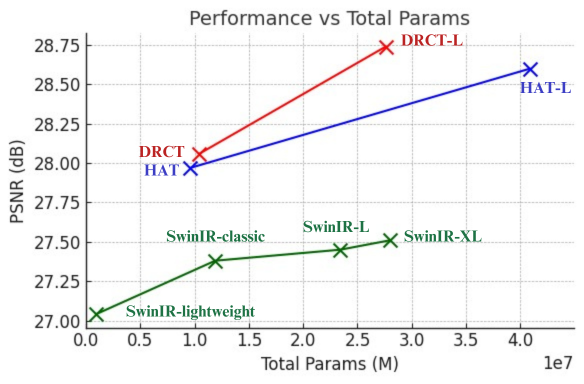 Performance vs Total Params
28.75
28.50
28.25
28.00
27.75
27.50
27.25
27.00
PSNR (dB)
DRCT-L
HAT-L
DRCT
HAT
SwinIR-L
SwinIR-classic
SwinIR-XL
SwinIR-lightweight
0.0 0.5 1.0 1.5 2.0 2.5 3.0 3.5 4.0
1e7
Total Params (M)